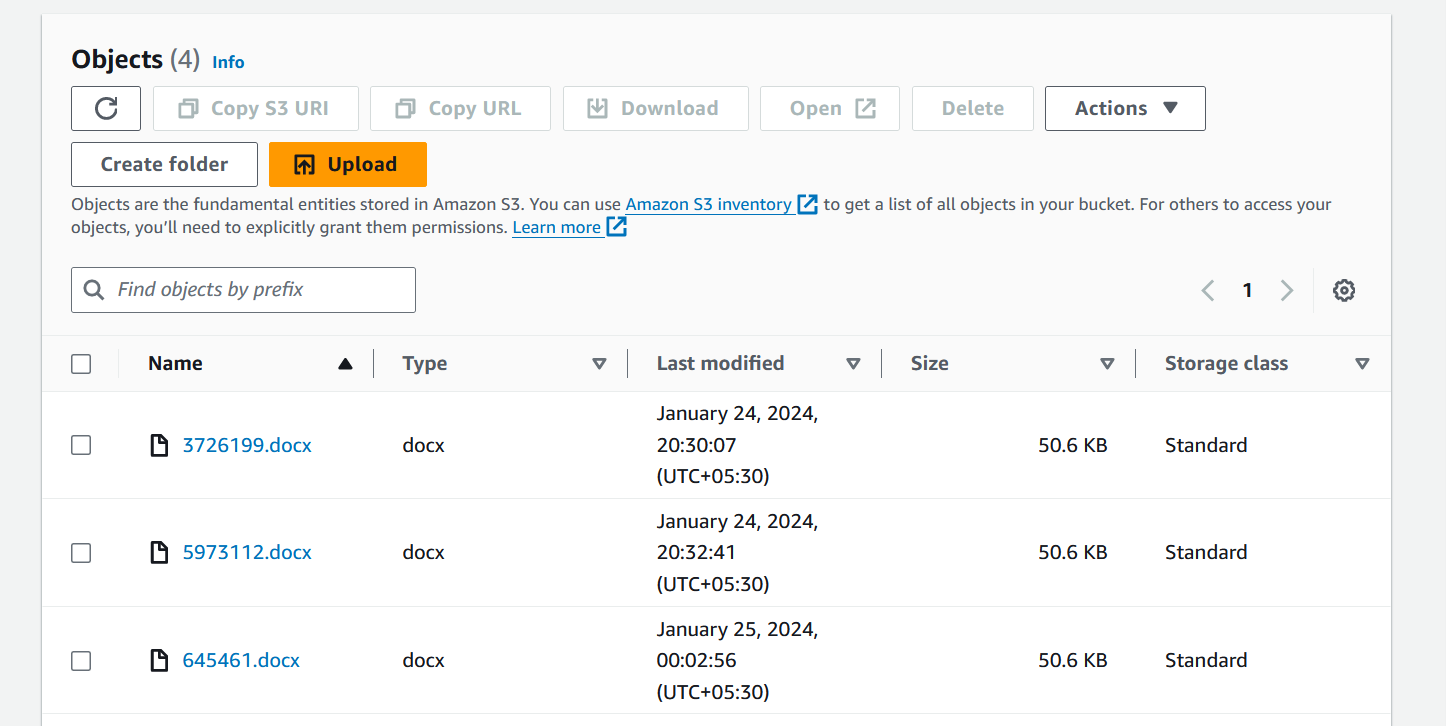 Objects (4) Info
Copy S3 URI Copy URL Download Open Delete Actions
Create folder Upload
Objects are the fundamental entities stored in Amazon S3. You can use Amazon S3 inventory to get a list of all objects in your bucket. For others to access your
objects, you’ll need to explicitly grant them permissions. Learn more
Find objects by prefix
1
Name Type Last modified Size Storage class
January 24, 2024,
3726199.docx docx 20:30:07 50.6 KB Standard
(UTC+05:30)
January 24, 2024,
5973112.docx docx 20:32:41 50.6 KB Standard
(UTC+05:30)
January 25, 2024,
645461.docx docx 00:02:56 50.6 KB Standard
(UTC+05:30)